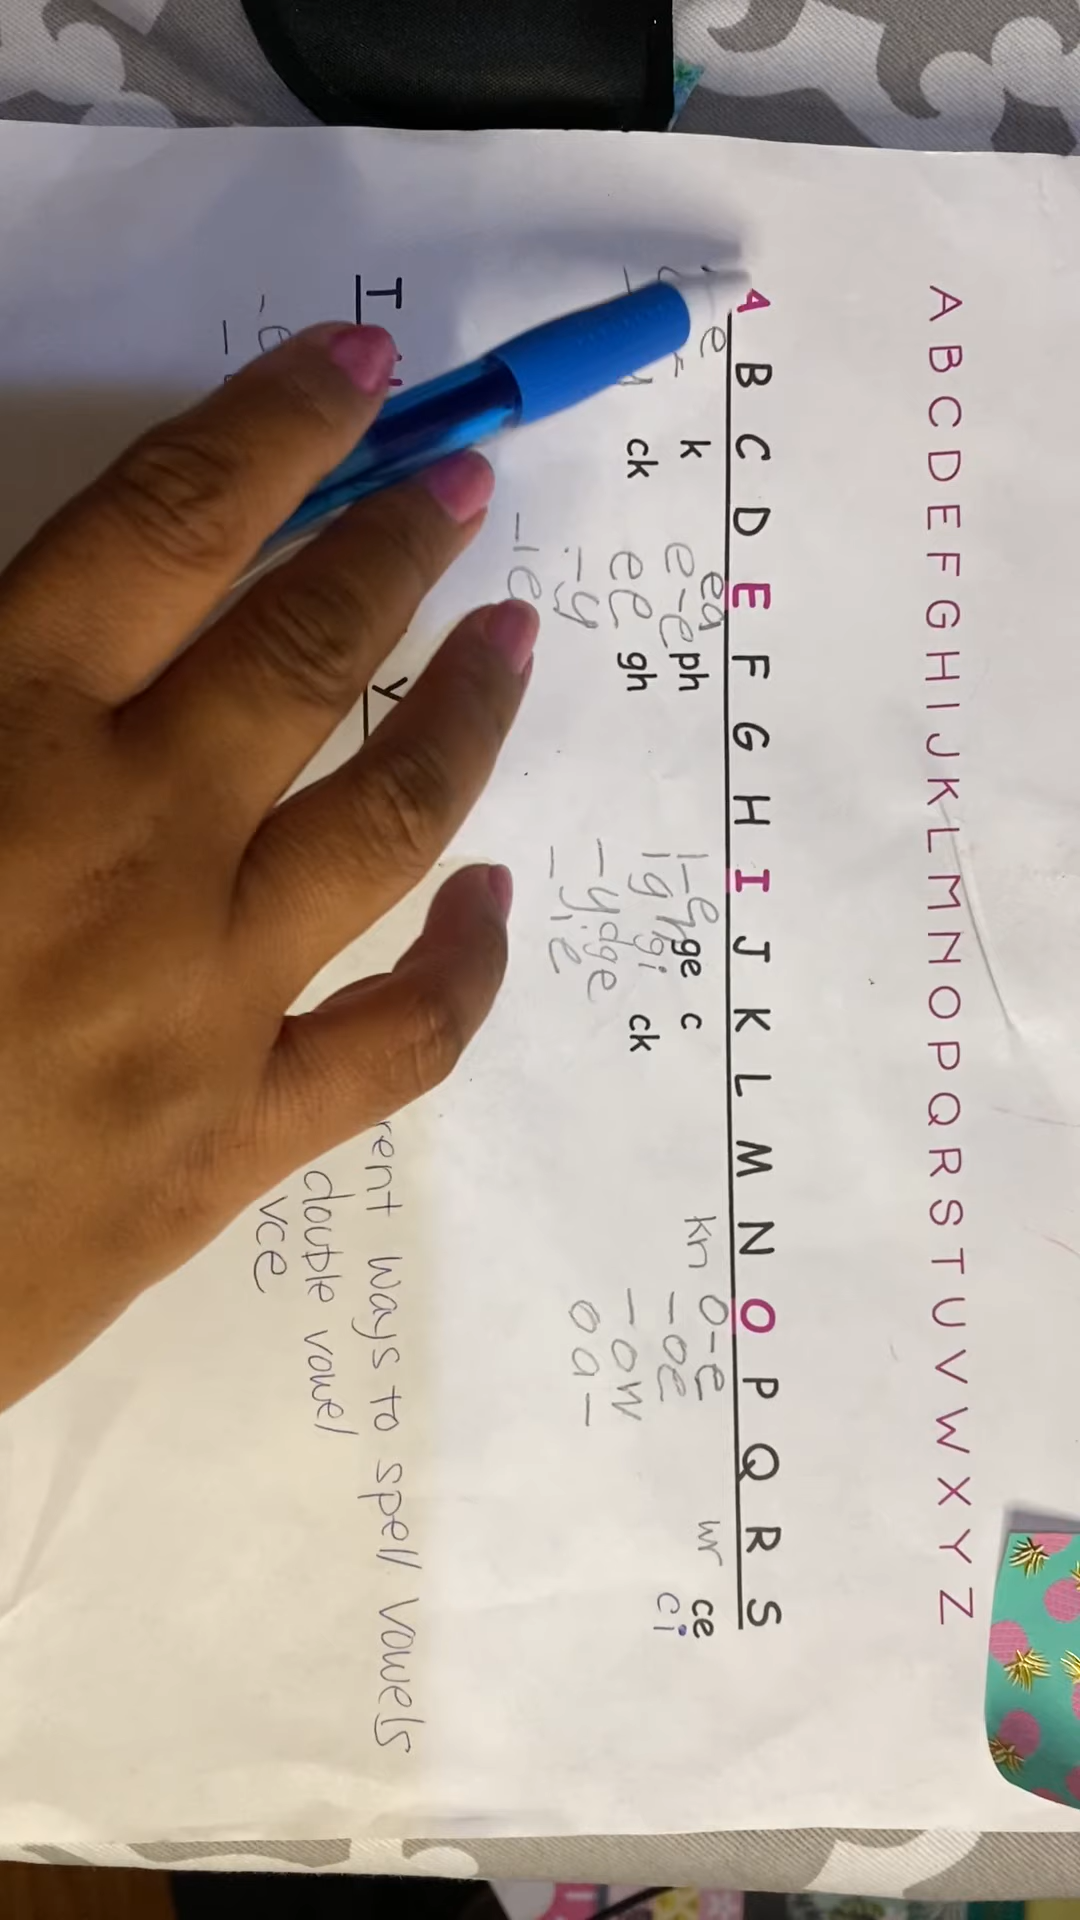 A B C D E F G H I J K L M N O P Q R S T U V W X Y Z
A B C D E F G H I J K L M N O P Q R S
e ea kn o-e wr ce
k e-e ph ge c -oe ci
ck ee gh igh gi ck -ow
-y -y dge oa-
-ie -ie
T Y rent ways to spell vowels
double vowel
vce